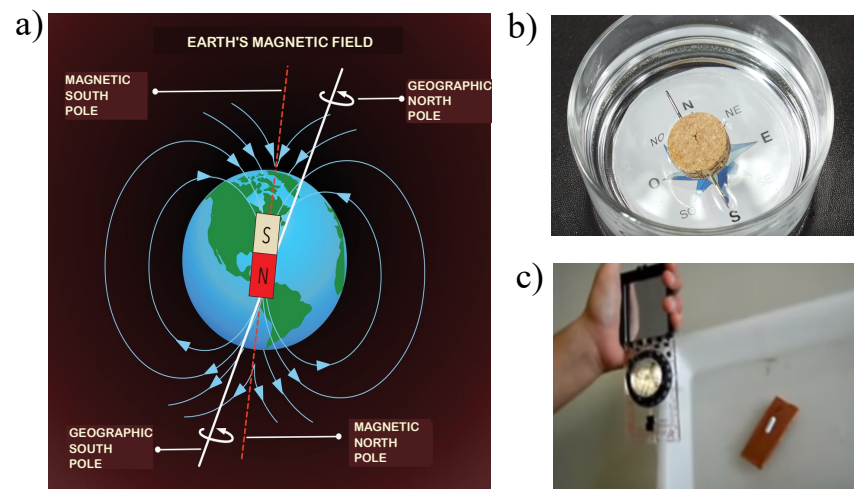 a)
EARTH'S MAGNETIC FIELD
MAGNETIC
SOUTH
POLE
GEOGRAPHIC
NORTH
POLE
S
N
GEOGRAPHIC
SOUTH
POLE
MAGNETIC
NORTH
POLE
b)
N
NO
NE
E
O
SE
SO
S
c)